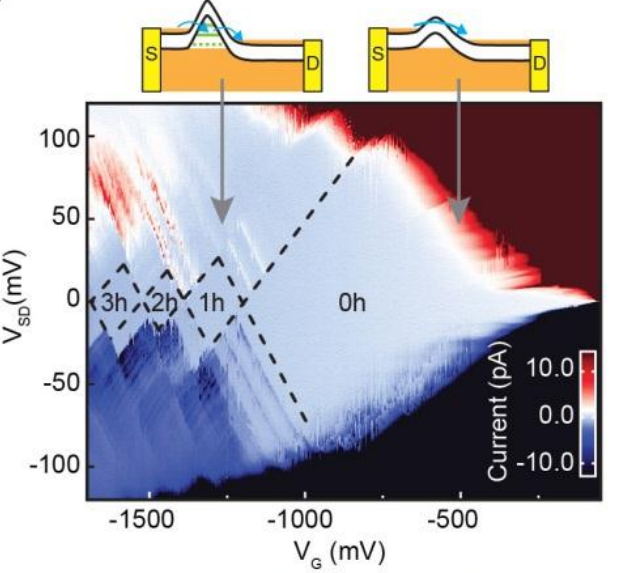 S
D
S
D
100
50
0
-50
-100
V_SD(mV)
3h
2h
1h
0h
Current (pA)
10.0
0.0
-10.0
-1500
-1000
-500
V_G (mV)